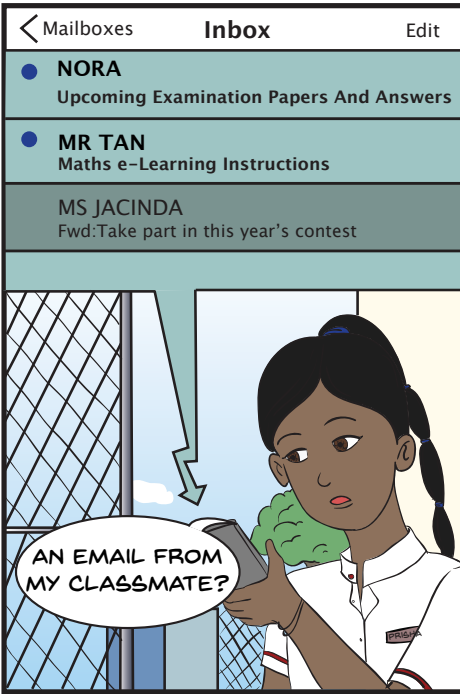 Mailboxes Inbox Edit
NORA
Upcoming Examination Papers And Answers
MR TAN
Maths e-Learning Instructions
MS JACINDA
Fwd:Take part in this year's contest
AN EMAIL FROM
MY CLASSMATE?
PRISHA